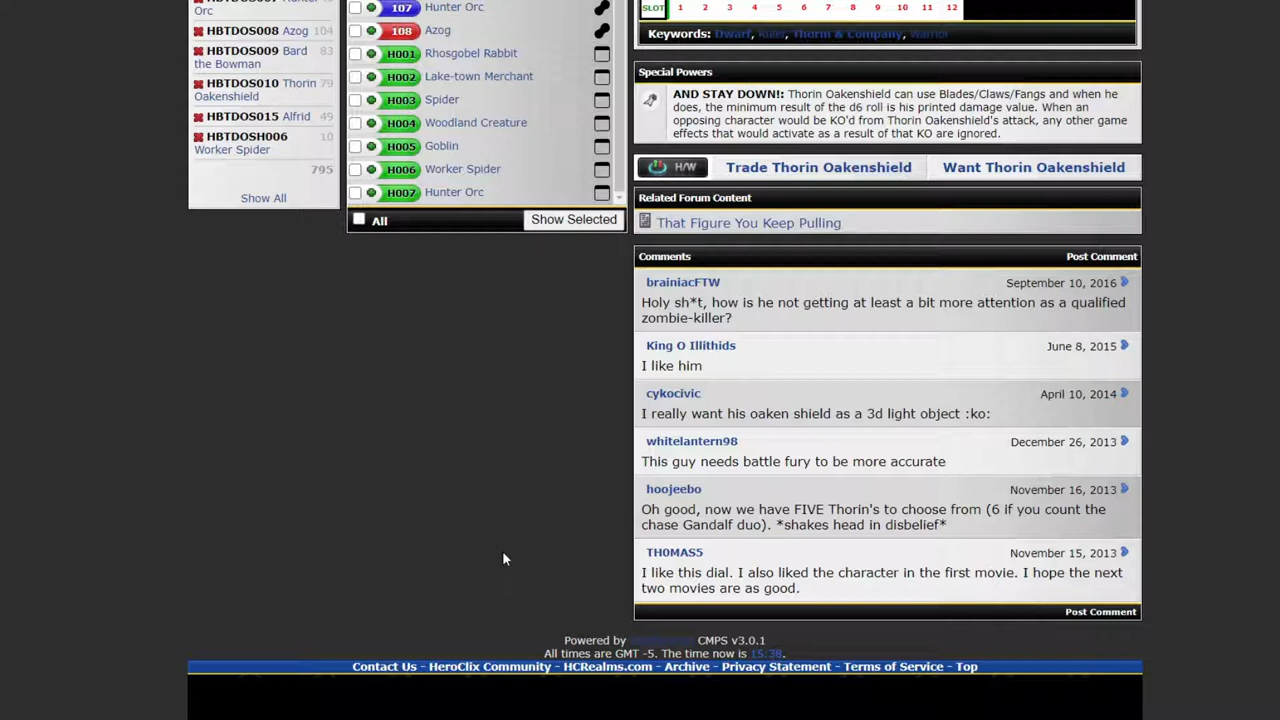 Orc
HBTDOS008 Azog 104
HBTDOS009 Bard 83
the Bowman
HBTDOS010 Thorin 79
Oakenshield
HBTDOS015 Alfrid 49
HBTDOSH006 10
Worker Spider
795
Show All
107 Hunter Orc
108 Azog
H001 Rhosgobel Rabbit
H002 Lake-town Merchant
H003 Spider
H004 Woodland Creature
H005 Goblin
H006 Worker Spider
H007 Hunter Orc
All Show Selected
SLOT 1 2 3 4 5 6 7 8 9 10 11 12
Keywords: Dwarf, Ruler, Thorin & Company, Warrior
Special Powers
AND STAY DOWN!: Thorin Oakenshield can use Blades/Claws/Fangs and when he
does, the minimum result of the d6 roll is his printed damage value. When an
opposing character would be KO'd from Thorin Oakenshield's attack, any other game
effects that would activate as a result of that KO are ignored.
H/W Trade Thorin Oakenshield Want Thorin Oakenshield
Related Forum Content
That Figure You Keep Pulling
Comments Post Comment
brainiacFTW September 10, 2016
Holy sh*t, how is he not getting at least a bit more attention as a qualified
zombie-killer?
King O Illithids June 8, 2015
I like him
cykocivic April 10, 2014
I really want his oaken shield as a 3d light object :ko:
whitelantern98 December 26, 2013
This guy needs battle fury to be more accurate
hoojeebo November 16, 2013
Oh good, now we have FIVE Thorin's to choose from (6 if you count the
chase Gandalf duo). *shakes head in disbelief*
TH0MAS5 November 15, 2013
I like this dial. I also liked the character in the first movie. I hope the next
two movies are as good.
Post Comment
Powered by CMPS v3.0.1
All times are GMT -5. The time now is 15:38.
Contact Us - HeroClix Community - HCRealms.com - Archive - Privacy Statement - Terms of Service - Top